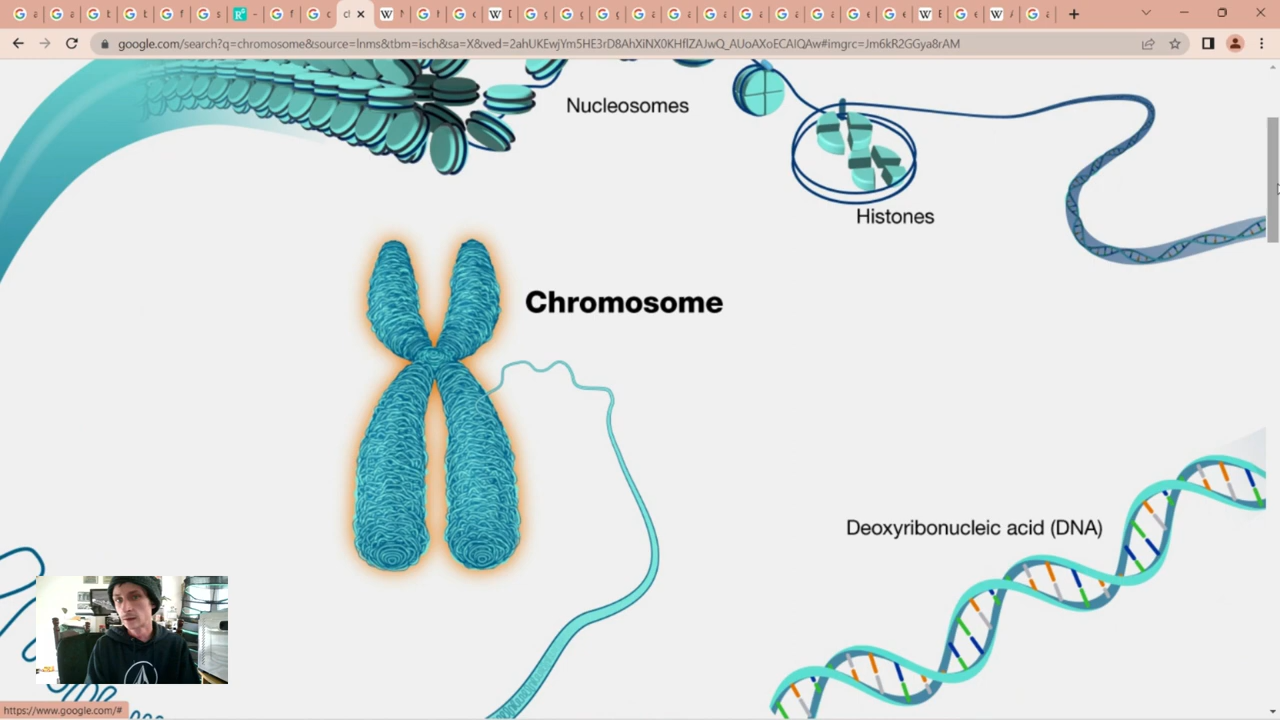 google.com/search?q=chromosome&source=lnms&tbm=isch&sa=X&ved=2ahUKEwjYm5HE3rD8AhXiNX0KHflZAJwQ_AUoAXoECAIQAw#imgrc=Jm6kR2GGya8rAM
Nucleosomes
Histones
Chromosome
Deoxyribonucleic acid (DNA)
https://www.google.com/#